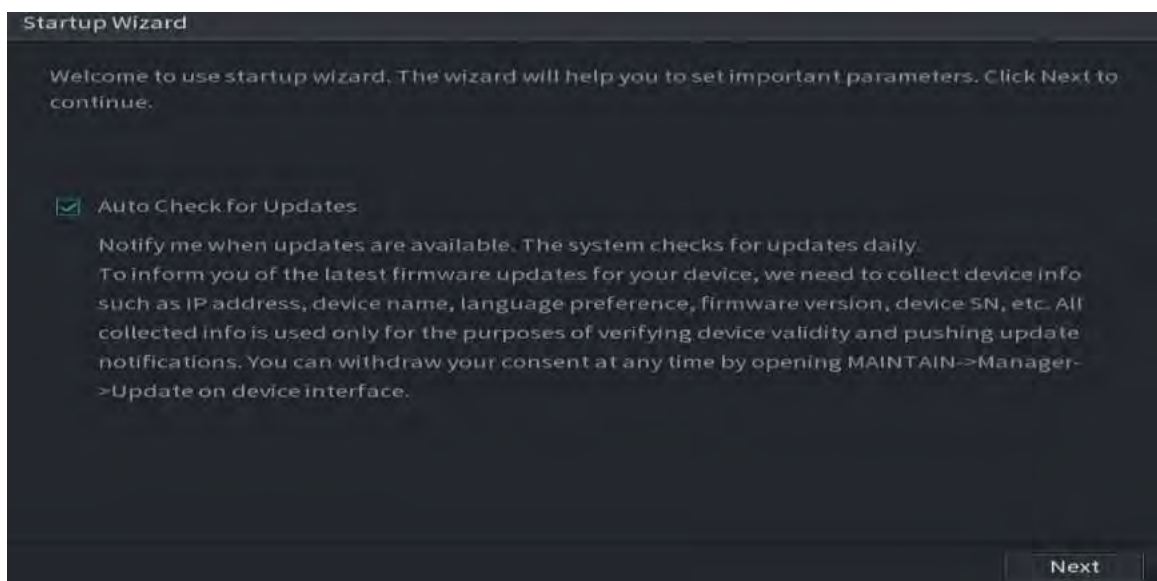 Startup Wizard
Welcome to use startup wizard. The wizard will help you to set important parameters. Click Next to
continue.
Auto Check for Updates
Notify me when updates are available. The system checks for updates daily.
To inform you of the latest firmware updates for your device, we need to collect device info
such as IP address, device name, language preference, firmware version, device SN, etc. All
collected info is used only for the purposes of verifying device validity and pushing update
notifications. You can withdraw your consent at any time by opening MAINTAIN->Manager-
>Update on device interface.
Next